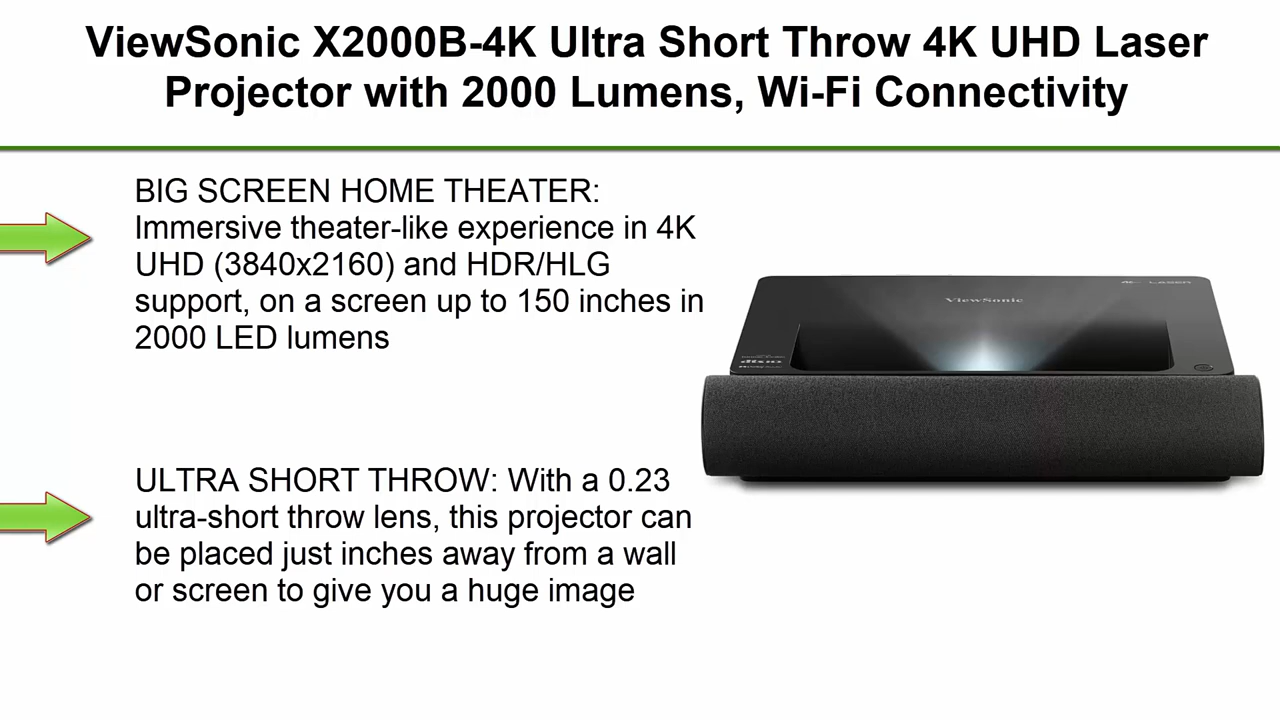 ViewSonic X2000B-4K Ultra Short Throw 4K UHD Laser
Projector with 2000 Lumens, Wi-Fi Connectivity
BIG SCREEN HOME THEATER:
Immersive theater-like experience in 4K
UHD (3840x2160) and HDR/HLG
support, on a screen up to 150 inches in
2000 LED lumens
ViewSonic
4K LASER
ULTRA SHORT THROW: With a 0.23
ultra-short throw lens, this projector can
be placed just inches away from a wall
or screen to give you a huge image